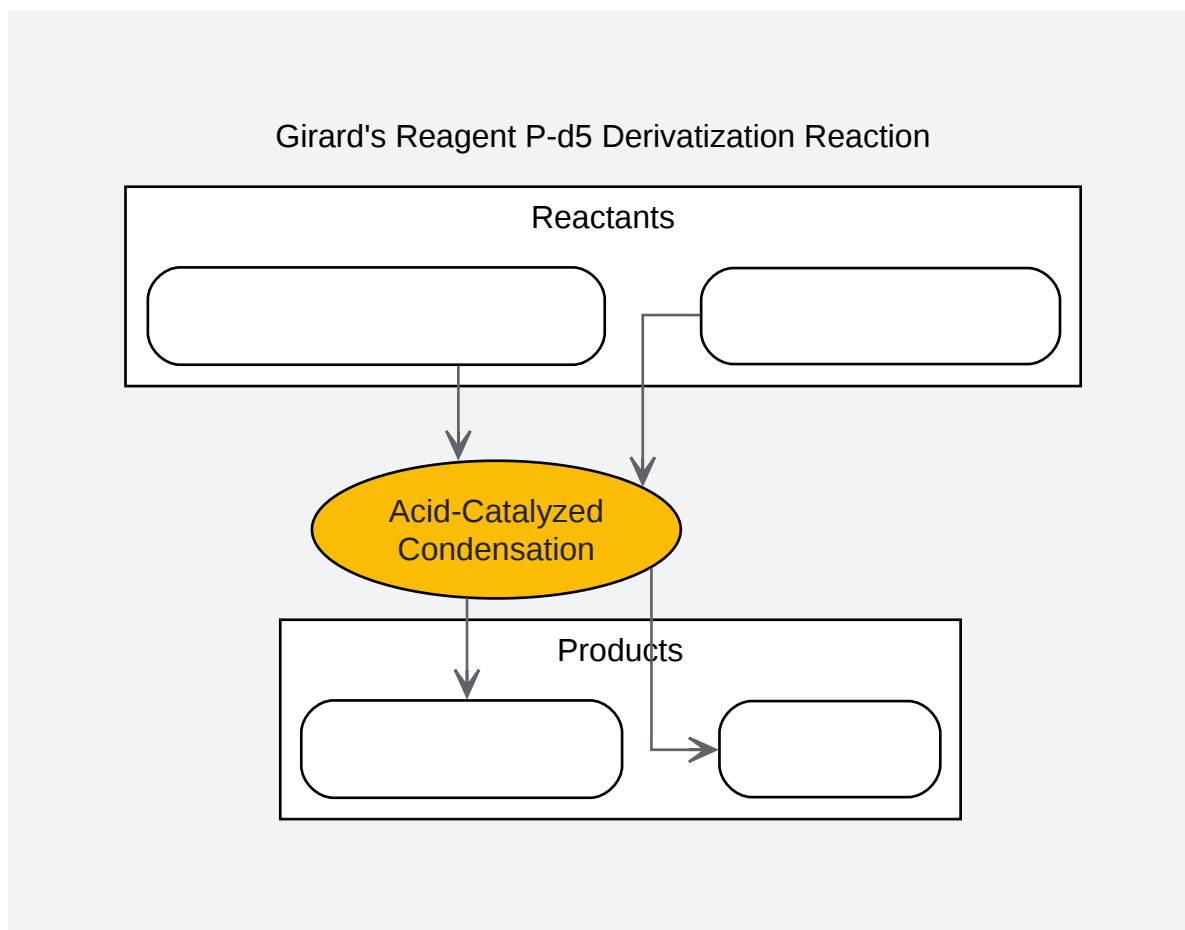 Girard's Reagent P-d5 Derivatization Reaction
Reactants
Acid-Catalyzed
Condensation
Products